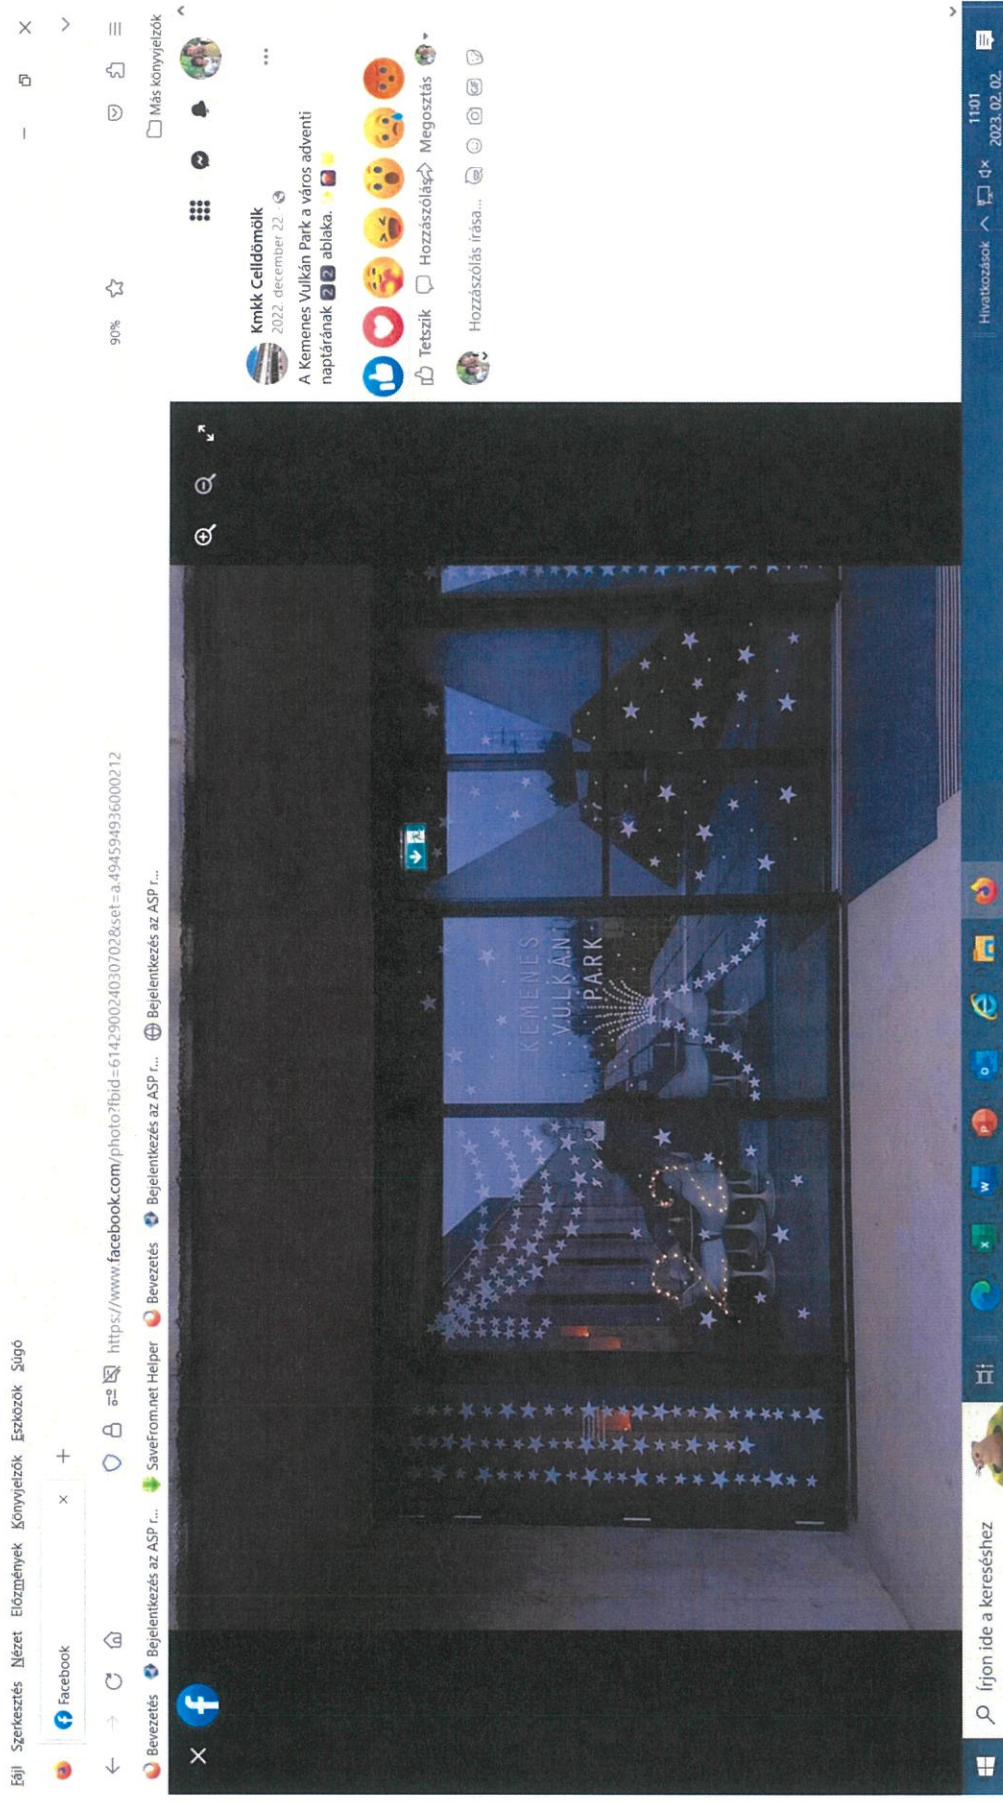 Fájl Szerkesztés Nézet Előzmények Könyvjelzők Eszközök Súgó
Facebook
https://www.facebook.com/photo?fbid=614290024030702&set=a.494594936000212
90%
Bevezetés Bejelentkezés az ASP r... SaveFrom.net Helper Bevezetés Bejelentkezés az ASP r... Bejelentkezés az ASP r... Más könyvjelzők
Kmkk Celldömölk
2022. december 22.
A Kemenes Vulkán Park a város adventi
naptárának 22 ablaka.
Tetszik Hozzászólás Megosztás
Hozzászólás írása...
GIF
KEMENES
VULKÁN
PARK
Írjon ide a kereséshez
Hivatkozások
11:01
2023. 02. 02.